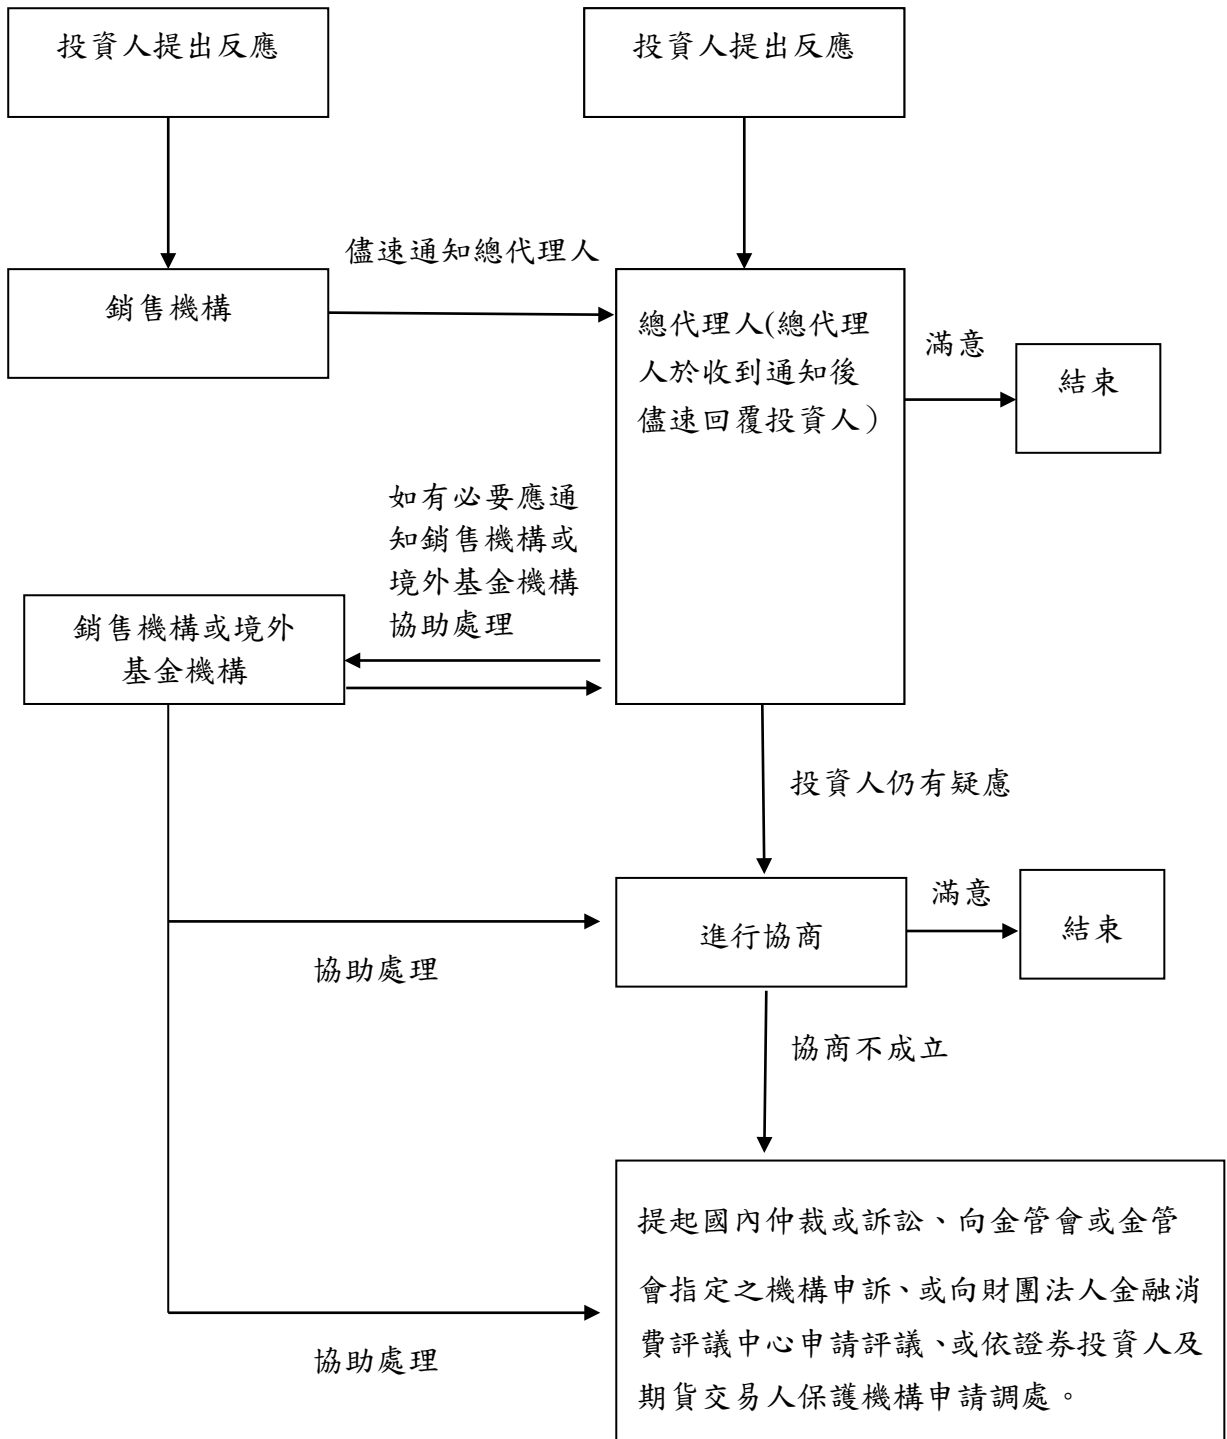 投資人提出反應
投資人提出反應
儘速通知總代理人
銷售機構
總代理人(總代理
人於收到通知後
儘速回覆投資人）
滿意
結束
如有必要應通
知銷售機構或
境外基金機構
協助處理
銷售機構或境外
基金機構
投資人仍有疑慮
進行協商
滿意
結束
協助處理
協商不成立
提起國內仲裁或訴訟、向金管會或金管
會指定之機構申訴、或向財團法人金融消
費評議中心申請評議、或依證券投資人及
期貨交易人保護機構申請調處。
協助處理